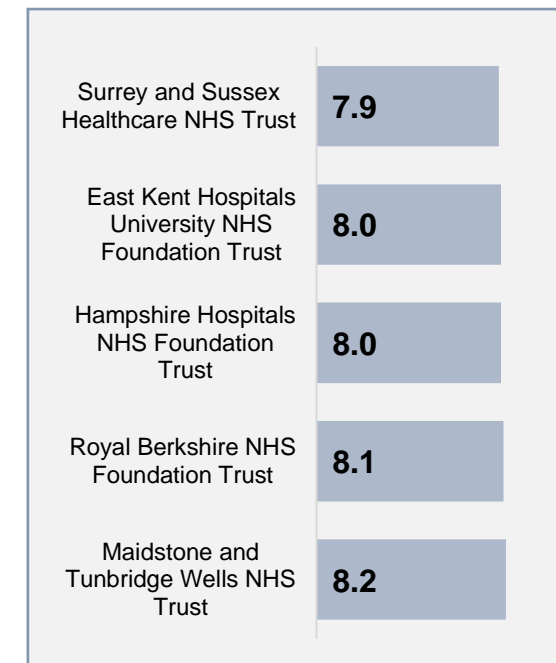 Surrey and Sussex
Healthcare NHS Trust
7.9
East Kent Hospitals
University NHS
Foundation Trust
8.0
Hampshire Hospitals
NHS Foundation
Trust
8.0
Royal Berkshire NHS
Foundation Trust
8.1
Maidstone and
Tunbridge Wells NHS
Trust
8.2